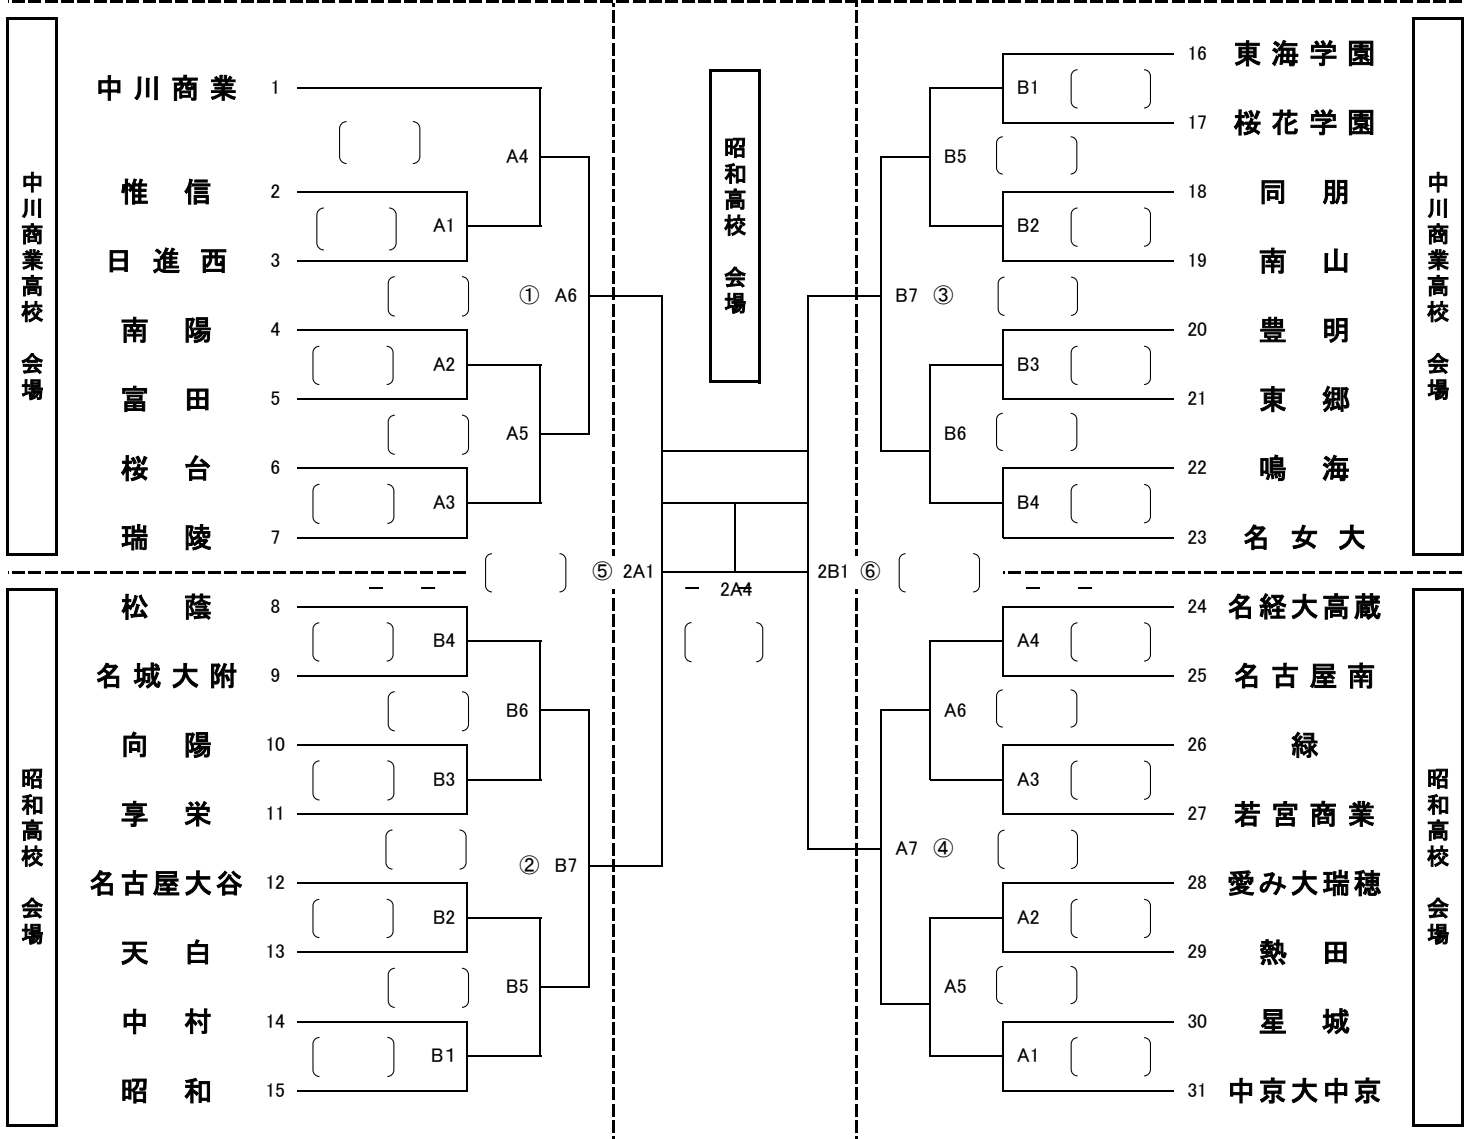 中川商業高校 会場
中川商業 1
A4
惟信 2
A1
日進西 3
① A6
南陽 4
A2
富田 5
A5
桜台 6
A3
瑞陵 7
昭和高校 会場
松蔭 8
B4
名城大附 9
B6
向陽 10
B3
享栄 11
② B7
名古屋大谷 12
B2
天白 13
B5
中村 14
B1
昭和 15
昭和高校 会場
⑤ 2A1
2B1 ⑥
2A4
中川商業高校 会場
16 東海学園
B1
17 桜花学園
B5
18 同朋
B2
19 南山
B7 ③
20 豊明
B3
21 東郷
B6
22 鳴海
B4
23 名女大
昭和高校 会場
24 名経大高蔵
A4
25 名古屋南
A6
26 緑
A3
27 若宮商業
A7 ④
28 愛み大瑞穂
A2
29 熱田
A5
30 星城
A1
31 中京大中京